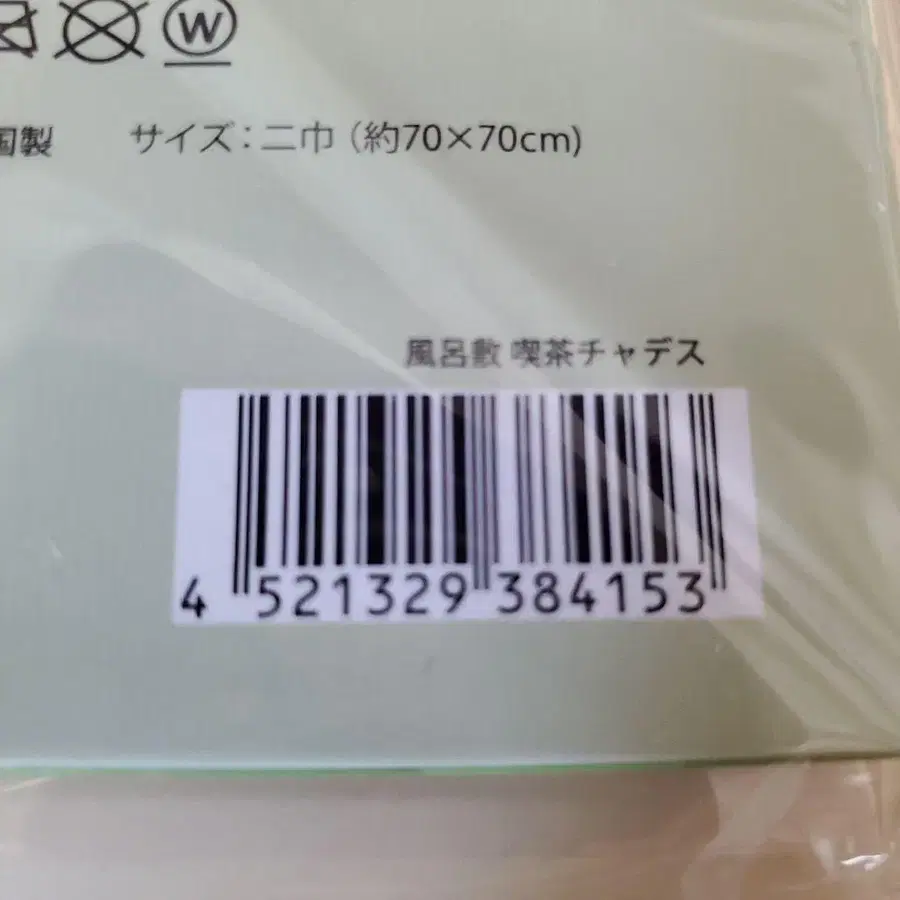 W
国製 サイズ：二巾（約70×70cm)
風呂敷 喫茶チャデス
4 521329 384153